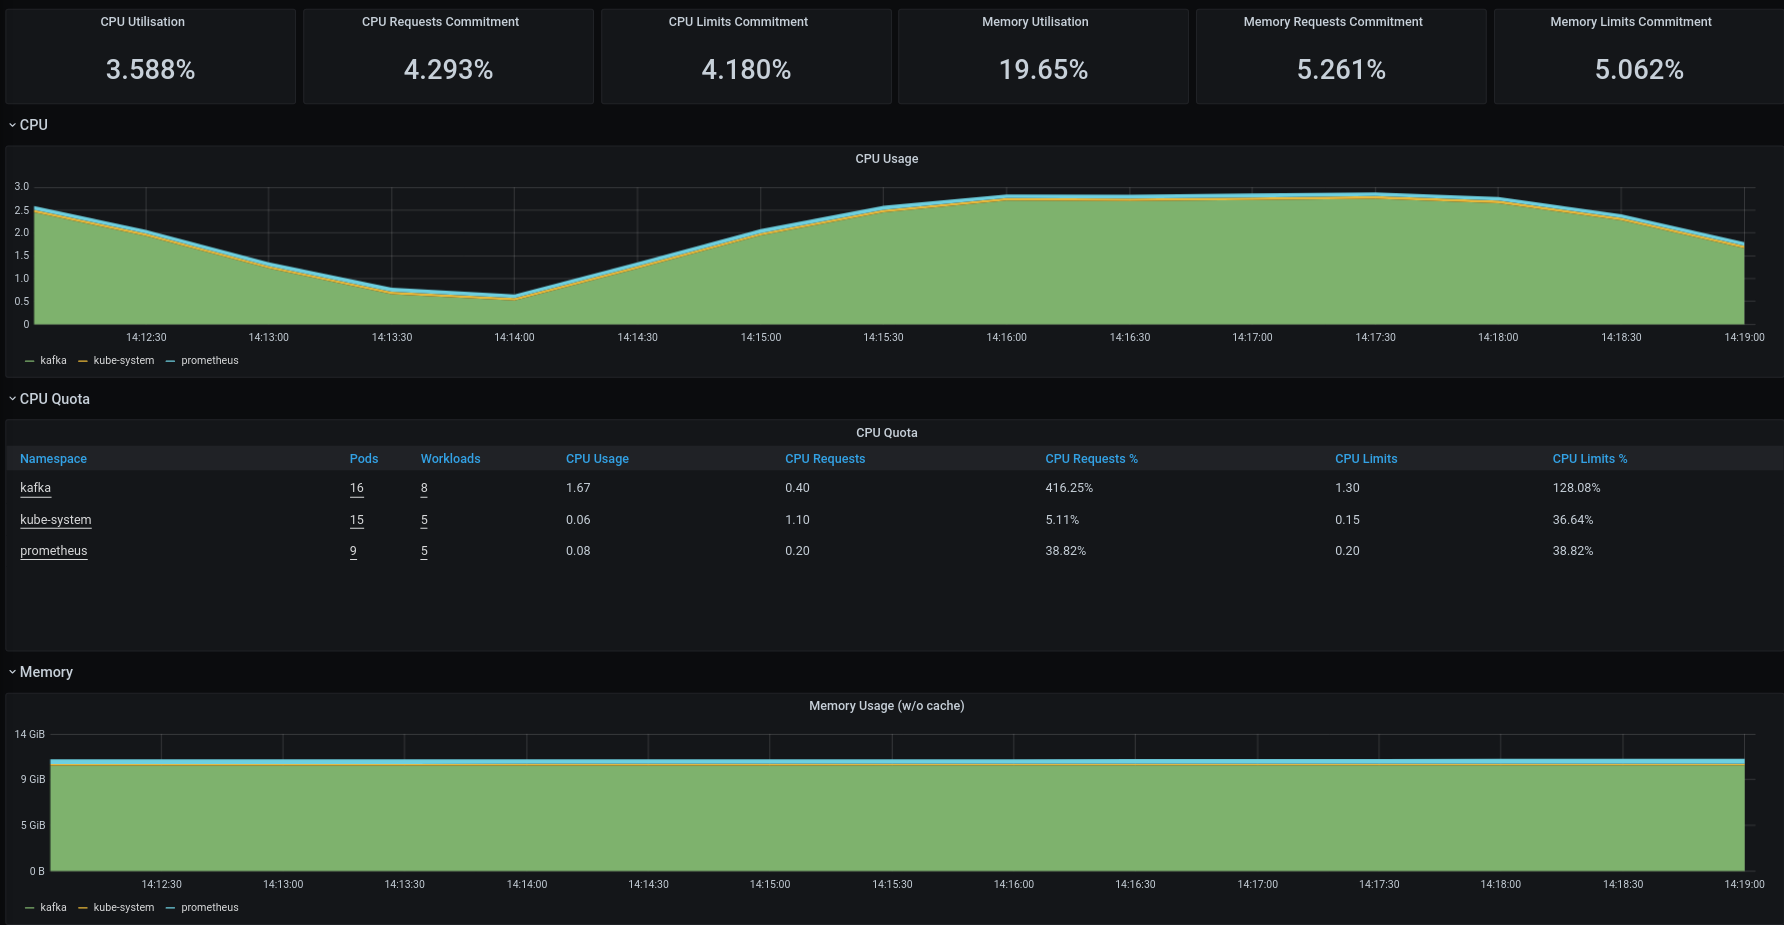 CPU Utilisation CPU Requests Commitment CPU Limits Commitment Memory Utilisation Memory Requests Commitment Memory Limits Commitment
3.588% 4.293% 4.180% 19.65% 5.261% 5.062%
CPU
CPU Usage
3.0
2.5
2.0
1.5
1.0
0.5
0
14:12:30 14:13:00 14:13:30 14:14:00 14:14:30 14:15:00 14:15:30 14:16:00 14:16:30 14:17:00 14:17:30 14:18:00 14:18:30 14:19:00
kafka kube-system prometheus
CPU Quota
CPU Quota
Namespace Pods Workloads CPU Usage CPU Requests CPU Requests % CPU Limits CPU Limits %
kafka 16 8 1.67 0.40 416.25% 1.30 128.08%
kube-system 15 5 0.06 1.10 5.11% 0.15 36.64%
prometheus 9 5 0.08 0.20 38.82% 0.20 38.82%
Memory
Memory Usage (w/o cache)
14 GiB
9 GiB
5 GiB
0 B
14:12:30 14:13:00 14:13:30 14:14:00 14:14:30 14:15:00 14:15:30 14:16:00 14:16:30 14:17:00 14:17:30 14:18:00 14:18:30 14:19:00
kafka kube-system prometheus